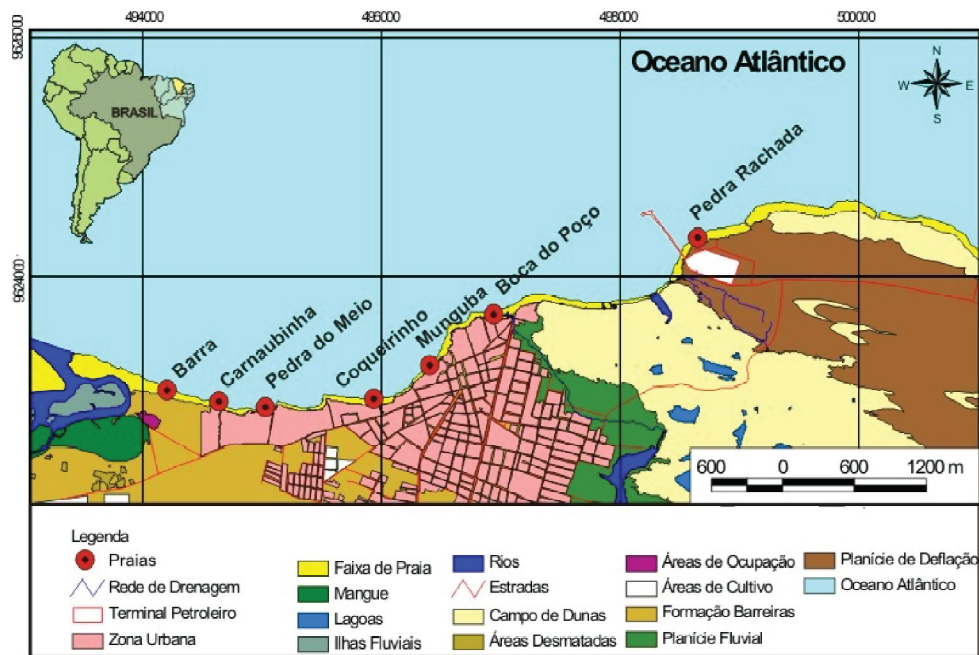 484000 486000 488000 500000
9626000
Oceano Atlântico
N
W E
S
BRASIL
Pedra Rachada
Boca do Poço
Munguba
Coqueirinho
Pedra do Meio
Carnaubinha
Barra
9624000
600 0 600 1200 m
Legenda
Praias
Rede de Drenagem
Terminal Petroleiro
Zona Urbana
Faixa de Praia
Mangue
Lagoas
Ilhas Fluviais
Rios
Estradas
Campo de Dunas
Áreas Desmatadas
Áreas de Ocupação
Áreas de Cultivo
Formação Barreiras
Planície Fluvial
Planície de Deflação
Oceano Atlântico